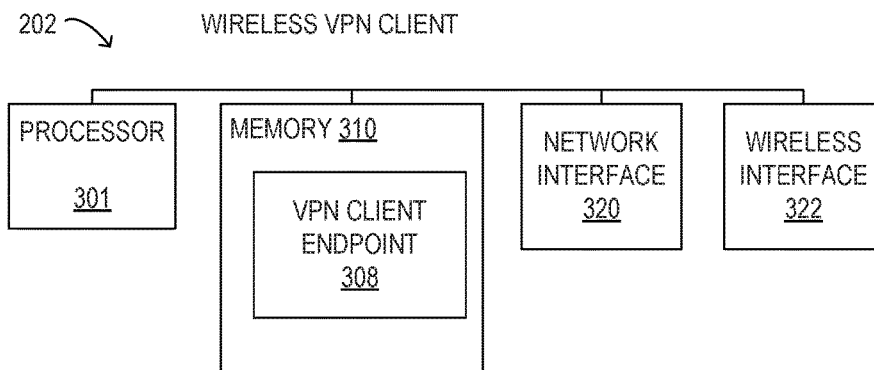 202 WIRELESS VPN CLIENT
PROCESSOR
301
MEMORY 310
VPN CLIENT
ENDPOINT
308
NETWORK
INTERFACE
320
WIRELESS
INTERFACE
322